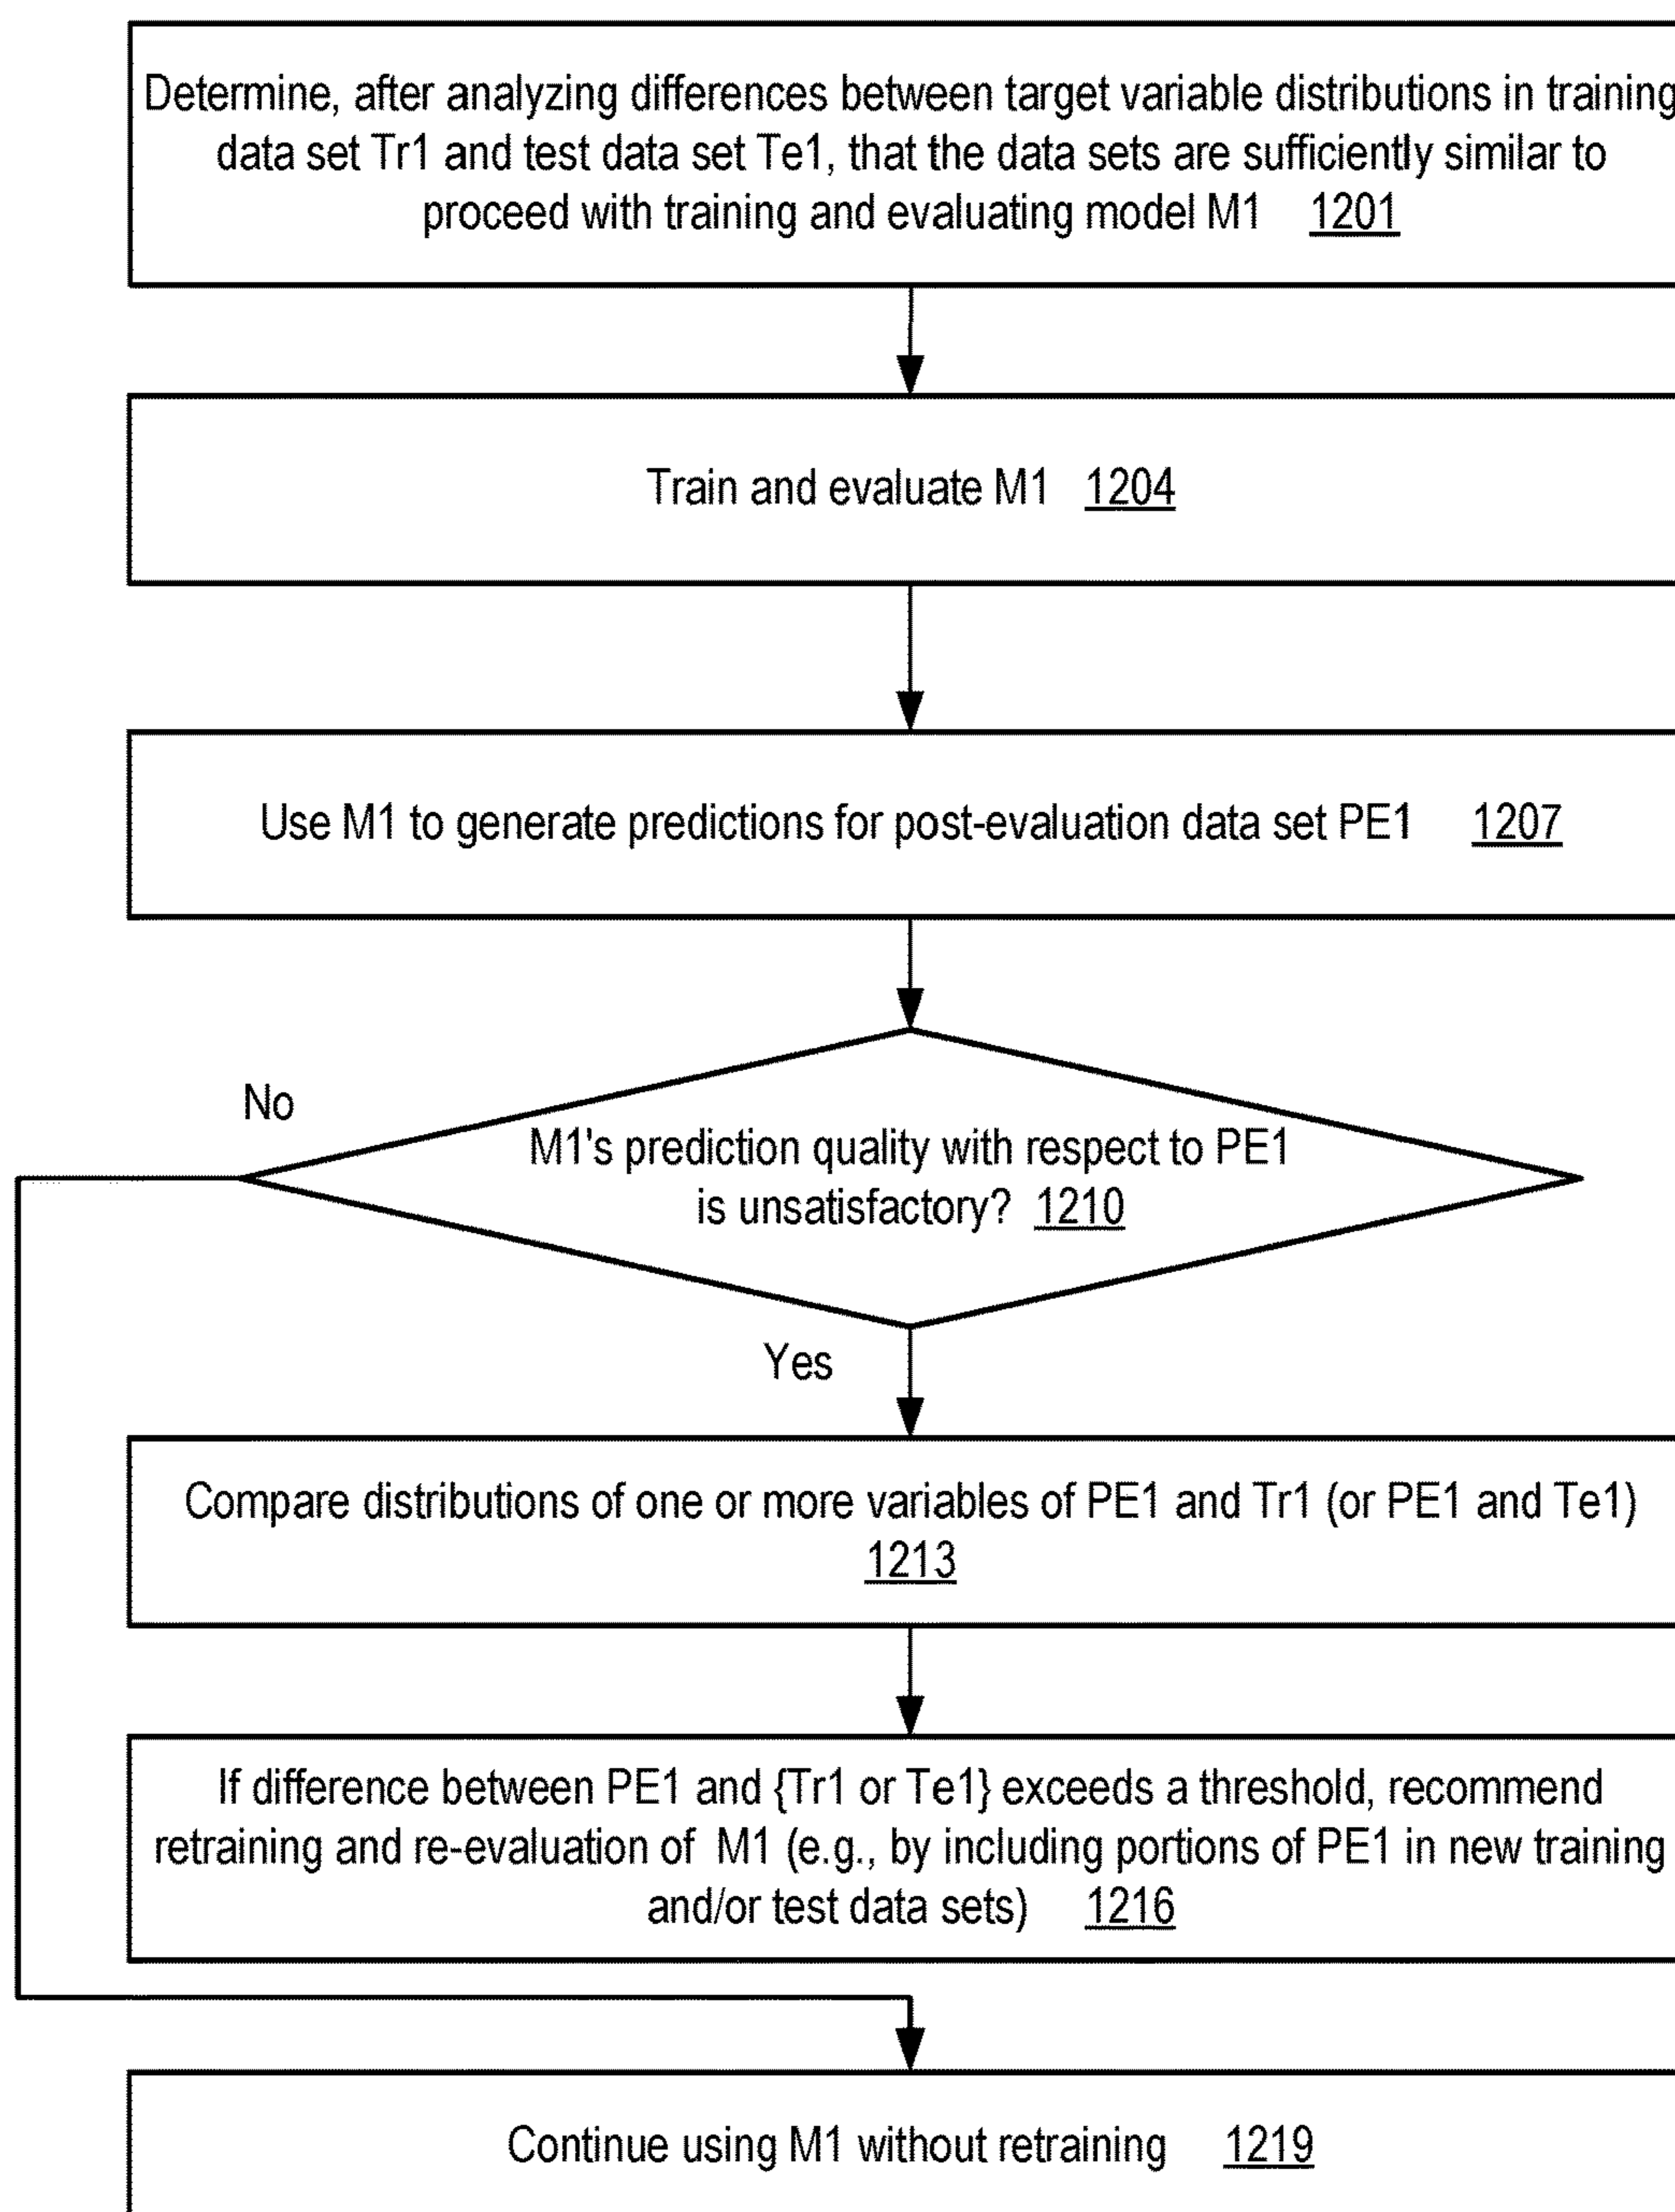 Determine, after analyzing differences between target variable distributions in training
data set Tr1 and test data set Te1, that the data sets are sufficiently similar to
proceed with training and evaluating model M1 1201
Train and evaluate M1 1204
Use M1 to generate predictions for post-evaluation data set PE1 1207
No
M1's prediction quality with respect to PE1
is unsatisfactory? 1210
Yes
Compare distributions of one or more variables of PE1 and Tr1 (or PE1 and Te1)
1213
If difference between PE1 and {Tr1 or Te1} exceeds a threshold, recommend
retraining and re-evaluation of M1 (e.g., by including portions of PE1 in new training
and/or test data sets) 1216
Continue using M1 without retraining 1219